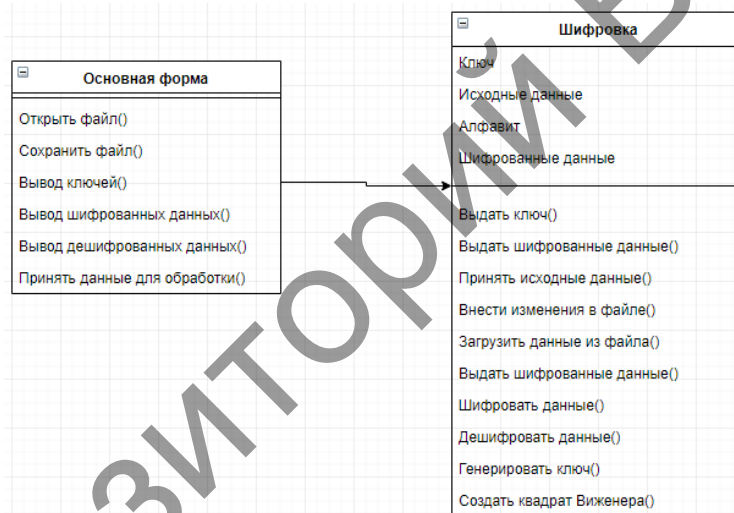 Основная форма
Открыть файл()
Сохранить файл()
Вывод ключей()
Вывод шифрованных данных()
Вывод дешифрованных данных()
Принять данные для обработки()
Шифровка
Ключ
Исходные данные
Алфавит
Шифрованные данные
Выдать ключ()
Выдать шифрованные данные()
Принять исходные данные()
Внести изменения в файле()
Загрузить данные из файла()
Выдать шифрованные данные()
Шифровать данные()
Дешифровать данные()
Генерировать ключ()
Создать квадрат Виженера()
зиторий В